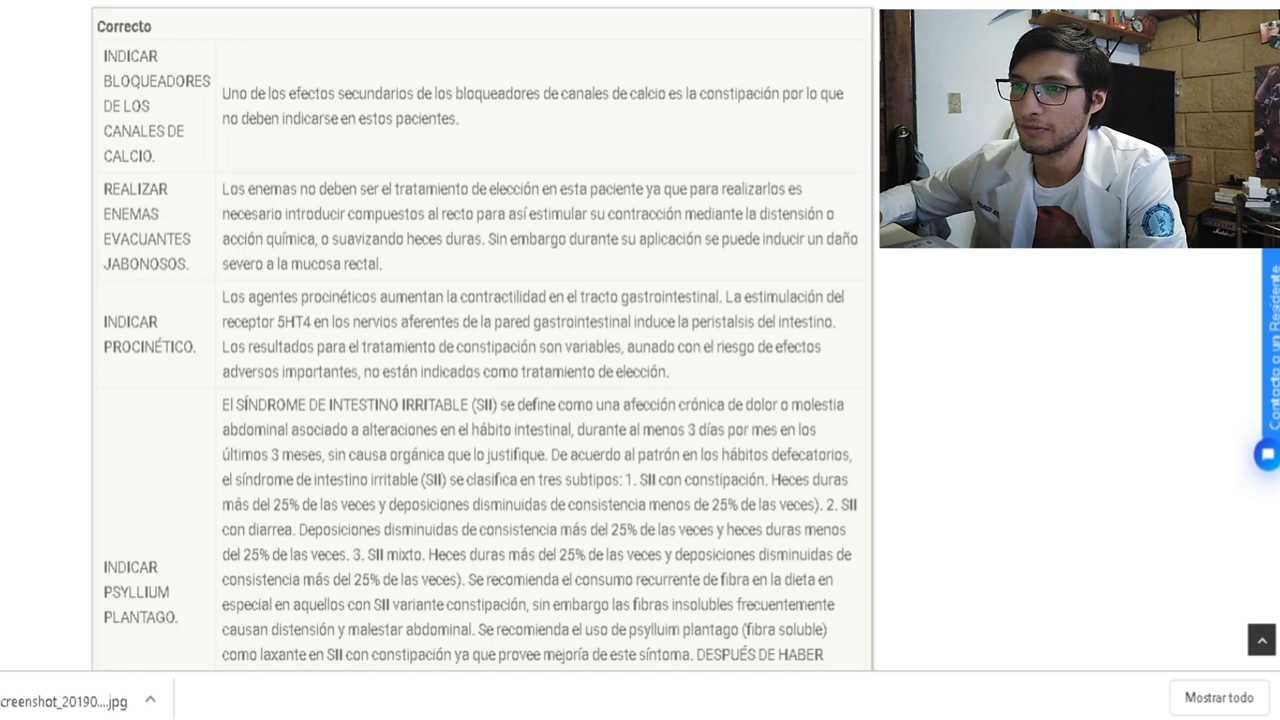 Correcto
INDICAR
BLOQUEADORES
DE LOS
CANALES DE
CALCIO.
Uno de los efectos secundarios de los bloqueadores de canales de calcio es la constipación por lo que
no deben indicarse en estos pacientes.
REALIZAR
ENEMAS
EVACUANTES
JABONOSOS.
Los enemas no deben ser el tratamiento de elección en esta paciente ya que para realizarlos es
necesario introducir compuestos al recto para así estimular su contracción mediante la distensión o
acción química, o suavizando heces duras. Sin embargo durante su aplicación se puede inducir un daño
severo a la mucosa rectal.
INDICAR
PROCINÉTICO.
Los agentes procinéticos aumentan la contractilidad en el tracto gastrointestinal. La estimulación del
receptor 5HT4 en los nervios aferentes de la pared gastrointestinal induce la peristalsis del intestino.
Los resultados para el tratamiento de constipación son variables, aunado con el riesgo de efectos
adversos importantes, no están indicados como tratamiento de elección.
INDICAR
PSYLLIUM
PLANTAGO.
El SÍNDROME DE INTESTINO IRRITABLE (SII) se define como una afección crónica de dolor o molestia
abdominal asociado a alteraciones en el hábito intestinal, durante al menos 3 días por mes en los
últimos 3 meses, sin causa orgánica que lo justifique. De acuerdo al patrón en los hábitos defecatorios,
el síndrome de intestino irritable (SII) se clasifica en tres subtipos: 1. SII con constipación. Heces duras
más del 25% de las veces y deposiciones disminuidas de consistencia menos de 25% de las veces). 2. SII
con diarrea. Deposiciones disminuidas de consistencia más del 25% de las veces y heces duras menos
del 25% de las veces. 3. SII mixto. Heces duras más del 25% de las veces y deposiciones disminuidas de
consistencia más del 25% de las veces). Se recomienda el consumo recurrente de fibra en la dieta en
especial en aquellos con SII variante constipación, sin embargo las fibras insolubles frecuentemente
causan distensión y malestar abdominal. Se recomienda el uso de psylluim plantago (fibra soluble)
como laxante en SII con constipación ya que provee mejoría de este síntoma. DESPUÉS DE HABER
Contacta a un Residente
creenshot_20190....jpg
Mostrar todo